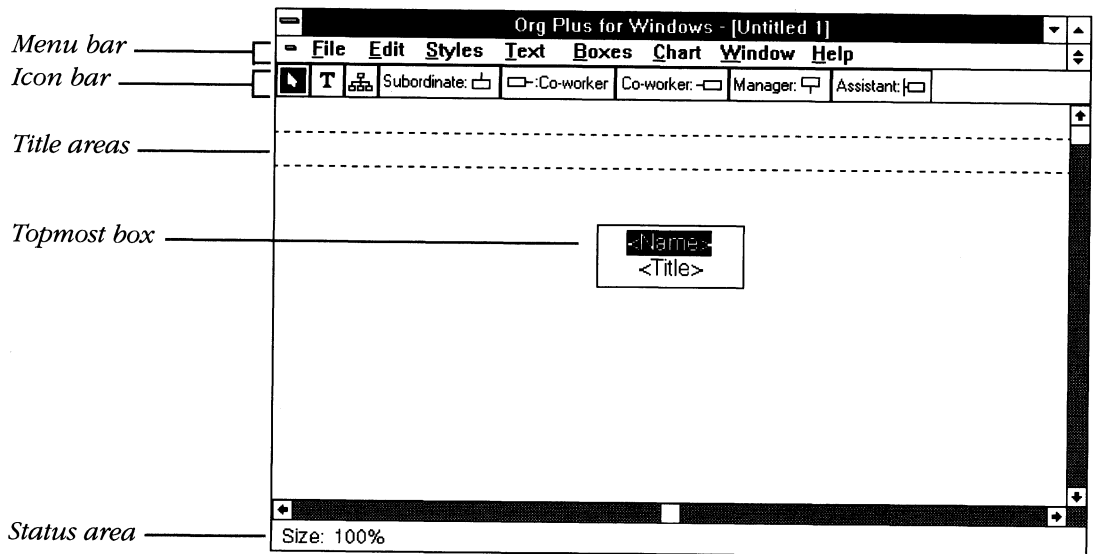 Org Plus for Windows - [Untitled 1]
Menu bar
File Edit Styles Text Boxes Chart Window Help
Icon bar
T Subordinate: :Co-worker Co-worker: Manager: Assistant:
Title areas
Topmost box
<Name>
<Title>
Status area
Size: 100%